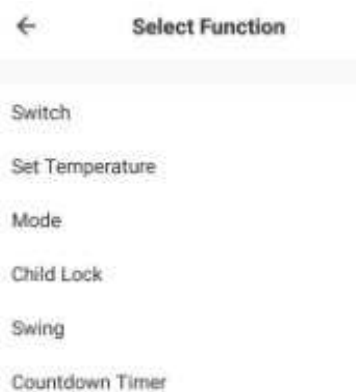 Select Function
Switch
Set Temperature
Mode
Child Lock
Swing
Countdown Timer